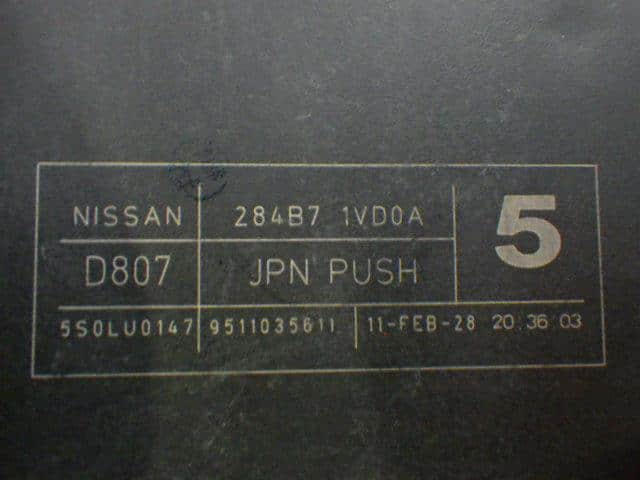 NISSAN 284B7 1VD0A 5
D807 JPN PUSH
5S0LU0147 9511035611 11-FEB-28 20:36 03